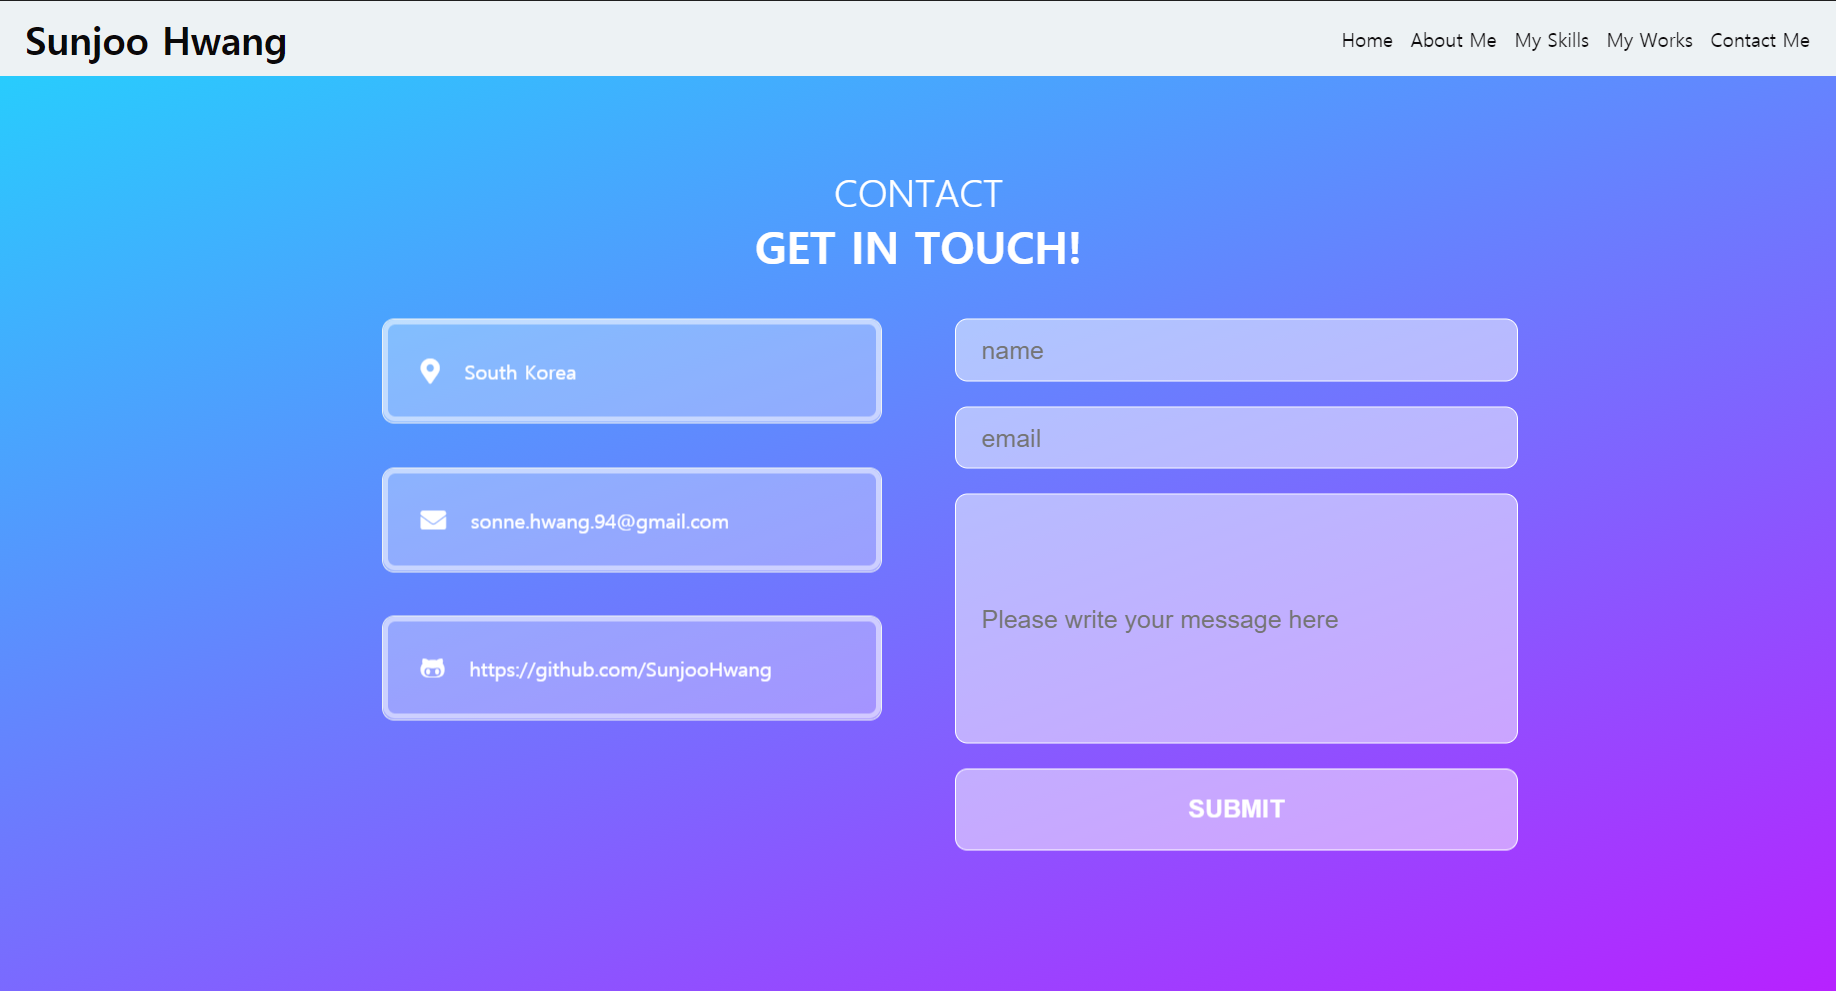 Sunjoo Hwang
Home About Me My Skills My Works Contact Me
CONTACT
GET IN TOUCH!
South Korea
sonne.hwang.94@gmail.com
https://github.com/SunjooHwang
name
email
Please write your message here
SUBMIT